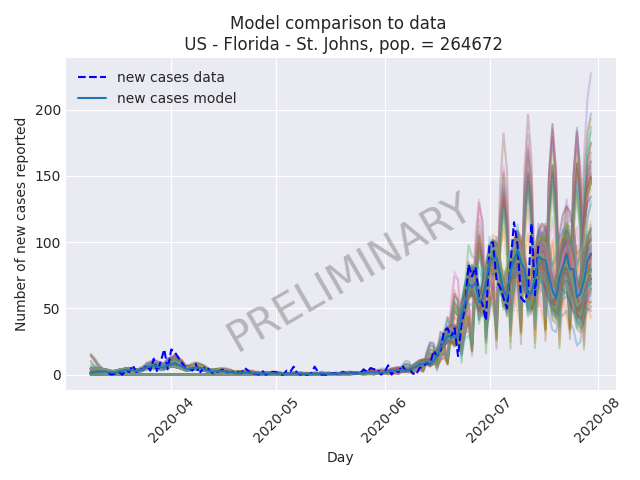 Model comparison to data
US - Florida - St. Johns, pop. = 264672
new cases data
new cases model
Number of new cases reported
200
150
100
50
0
PRELIMINARY
2020-04
2020-05
2020-06
2020-07
2020-08
Day